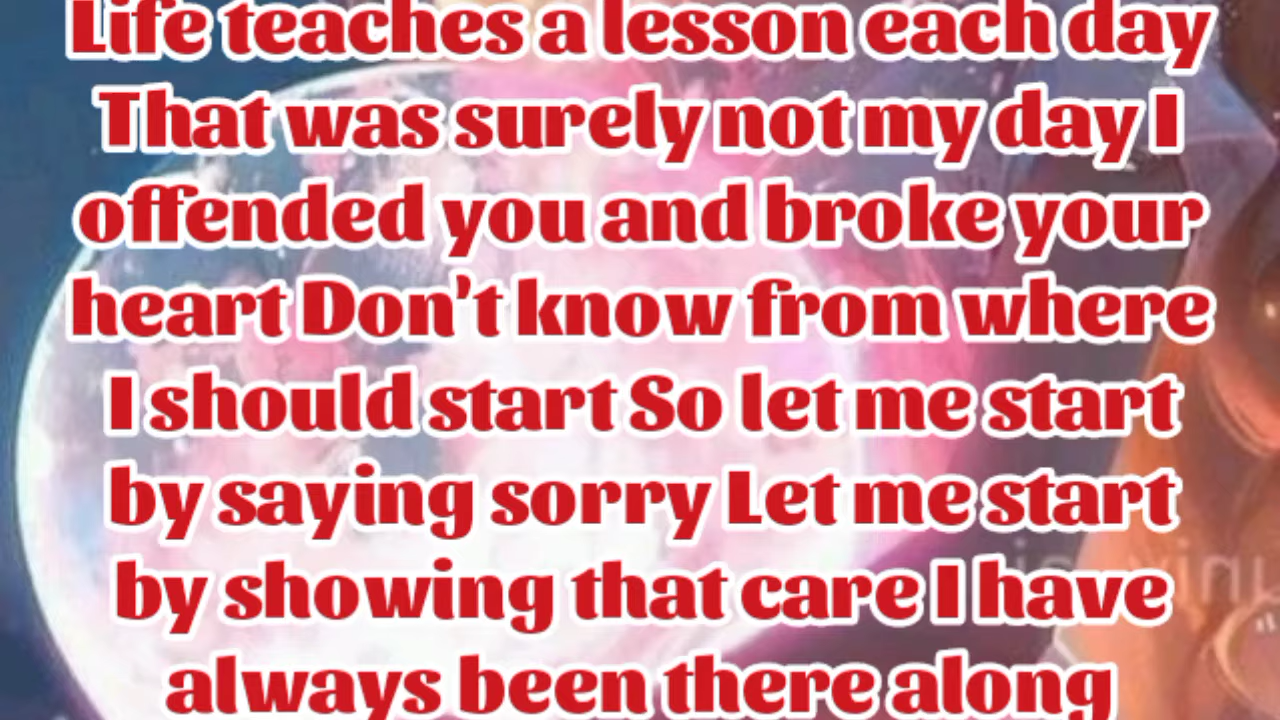 Life teaches a lesson each day
That was surely not my day I
offended you and broke your
heart Don't know from where
I should start So let me start
by saying sorry Let me start
by showing that care I have
always been there along